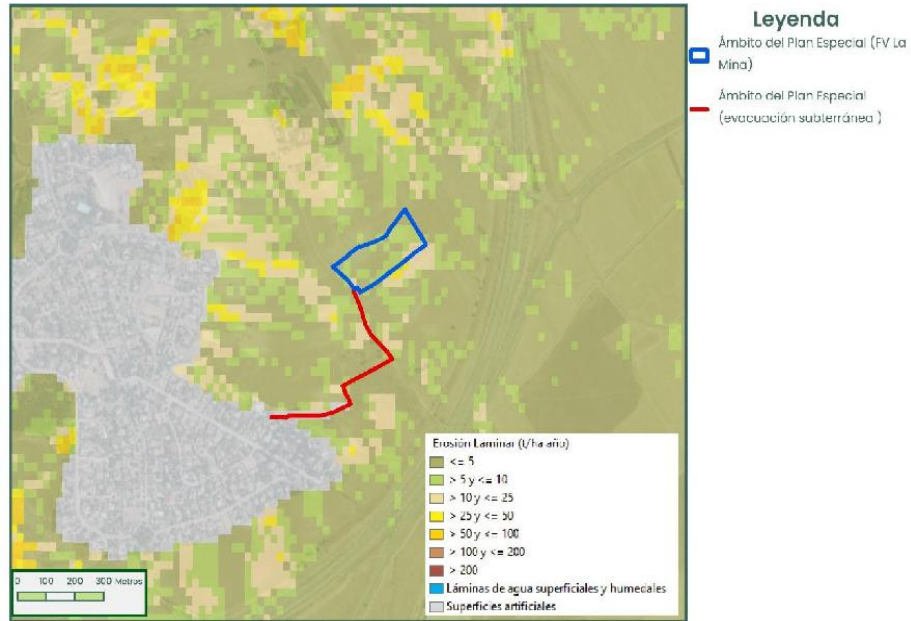 Leyenda
Ámbito del Plan Especial (FV La
Mina)
Ámbito del Plan Especial
(evacuación subterránea )
Erosión Laminar (t/ha año)
<= 5
> 5 y <= 10
> 10 y <= 25
> 25 y <= 50
> 50 y <= 100
> 100 y <= 200
> 200
Láminas de agua superficiales y humedales
Superficies artificiales
0 100 200 300 Metros